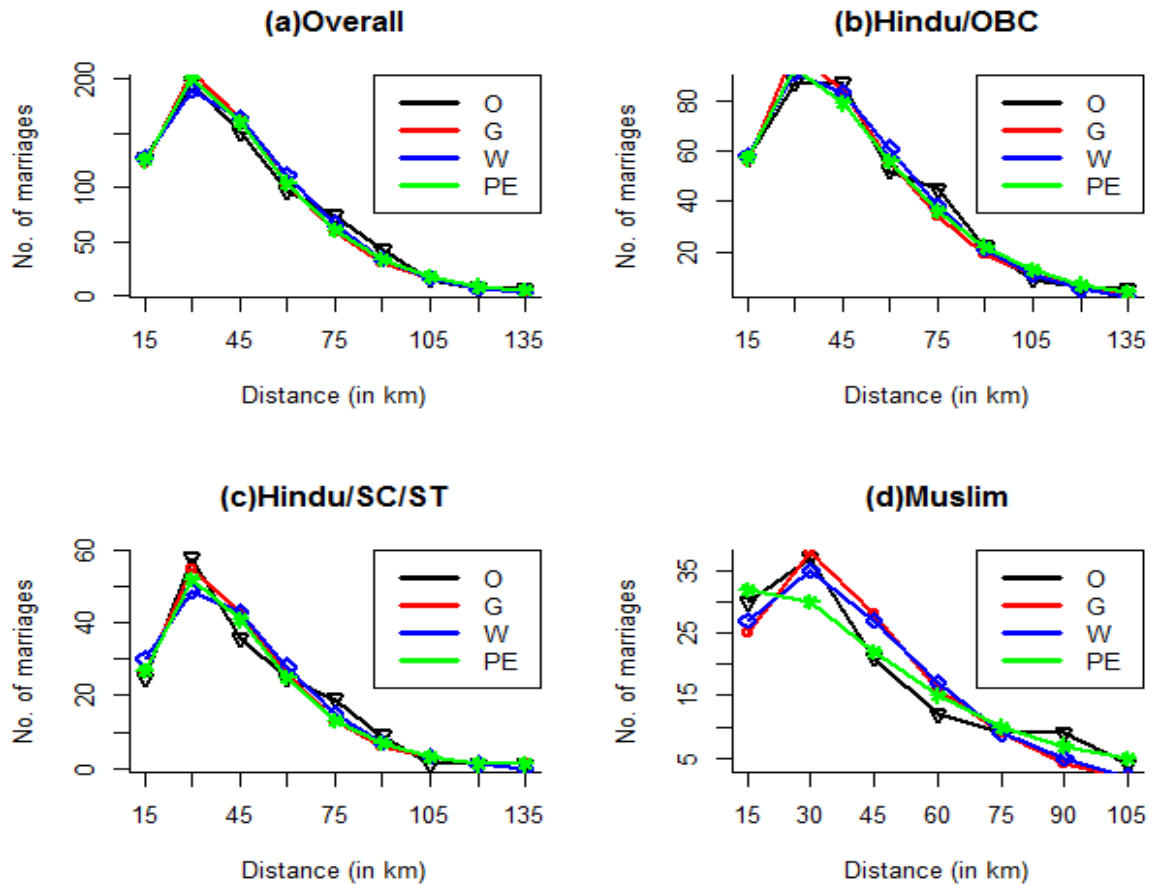 (a)Overall
No. of marriages
200
100
50
0
15
45
75
105
135
Distance (in km)
O
G
W
PE
(b)Hindu/OBC
No. of marriages
80
60
40
20
15
45
75
105
135
Distance (in km)
O
G
W
PE
(c)Hindu/SC/ST
No. of marriages
60
40
20
0
15
45
75
105
135
Distance (in km)
O
G
W
PE
(d)Muslim
No. of marriages
35
25
15
5
15
30
45
60
75
90
105
Distance (in km)
O
G
W
PE